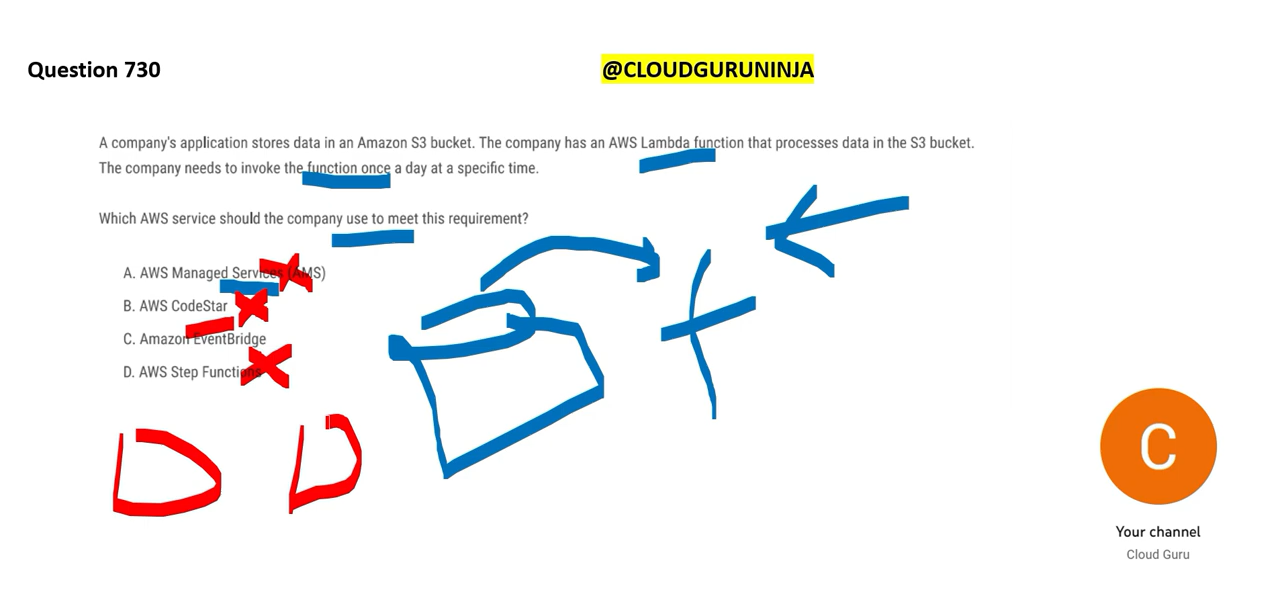 Question 730
@CLOUDGURUNINJA
A company's application stores data in an Amazon S3 bucket. The company has an AWS Lambda function that processes data in the S3 bucket.
The company needs to invoke the function once a day at a specific time.
Which AWS service should the company use to meet this requirement?
A. AWS Managed Services (AMS)
B. AWS CodeStar
C. Amazon EventBridge
D. AWS Step Functions
D D
C
Your channel
Cloud Guru